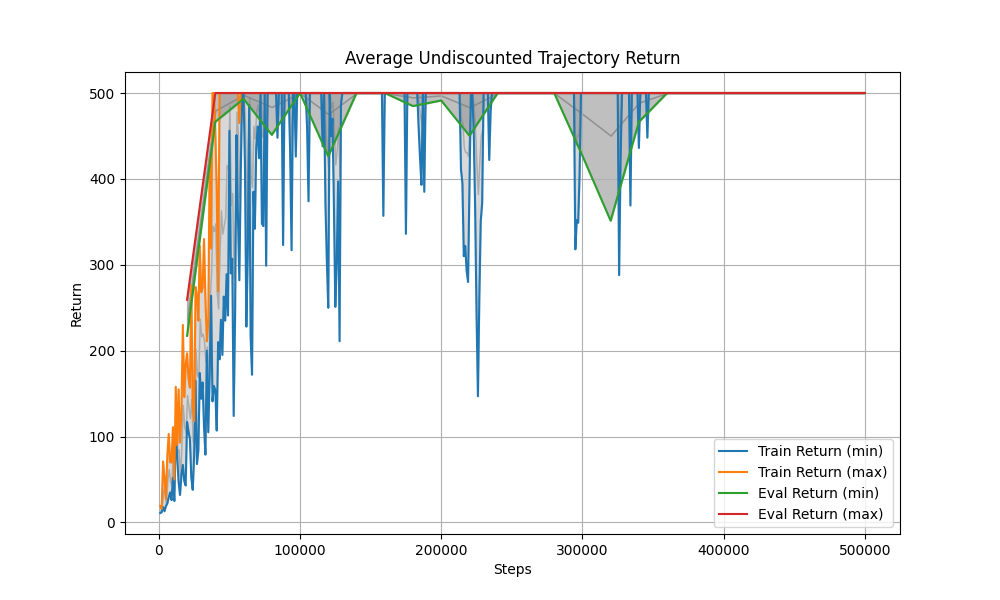 Average Undiscounted Trajectory Return
Return
500
400
300
200
100
0
0 100000 200000 300000 400000 500000
Steps
Train Return (min)
Train Return (max)
Eval Return (min)
Eval Return (max)